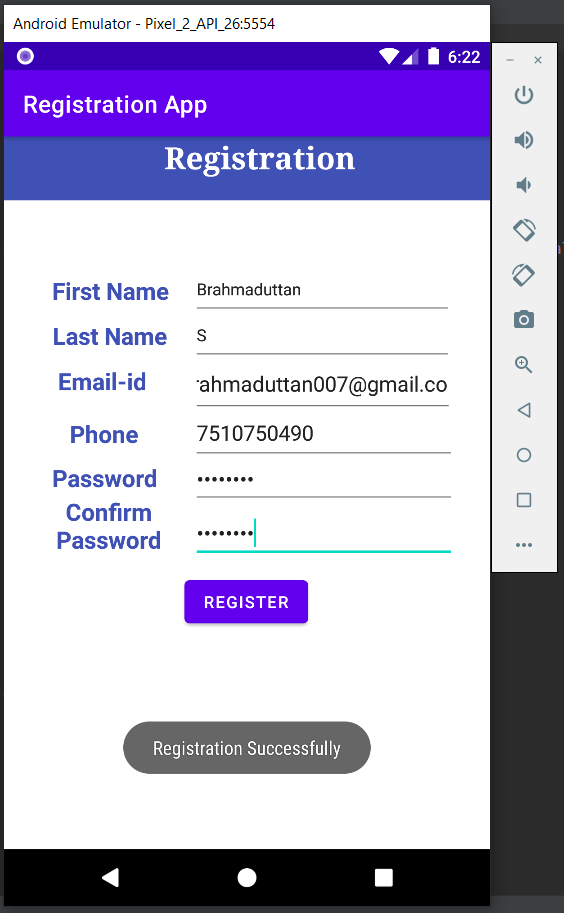 Android Emulator - Pixel_2_API_26:5554
6:22
Registration App
Registration
First Name Brahmaduttan
Last Name S
Email-id rahmaduttan007@gmail.co
Phone 7510750490
Password ••••••••
Confirm
Password ••••••••
REGISTER
Registration Successfully